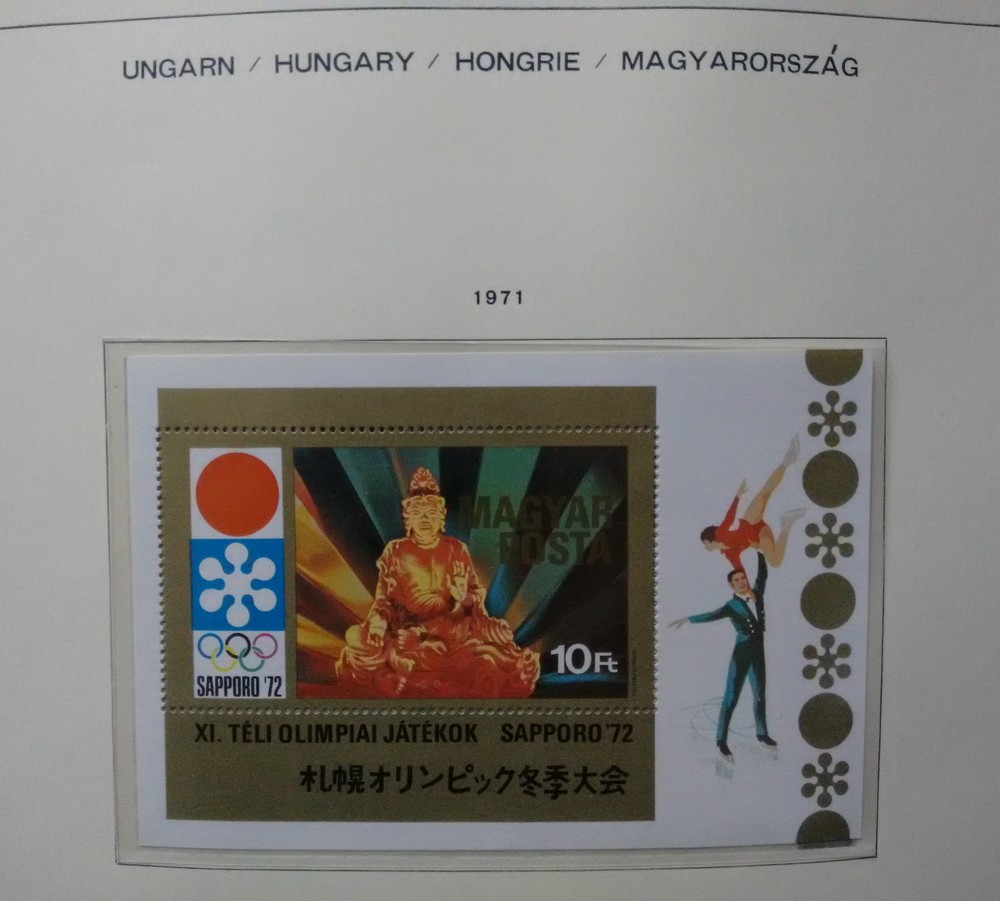 UNGARN / HUNGARY / HONGRIE / MAGYARORSZÁG
1971
MAGYAR
POSTA
10Ft
SAPPORO '72
XI. TÉLI OLIMPIAI JÁTÉKOK SAPPORO '72
札幌オリンピック冬季大会